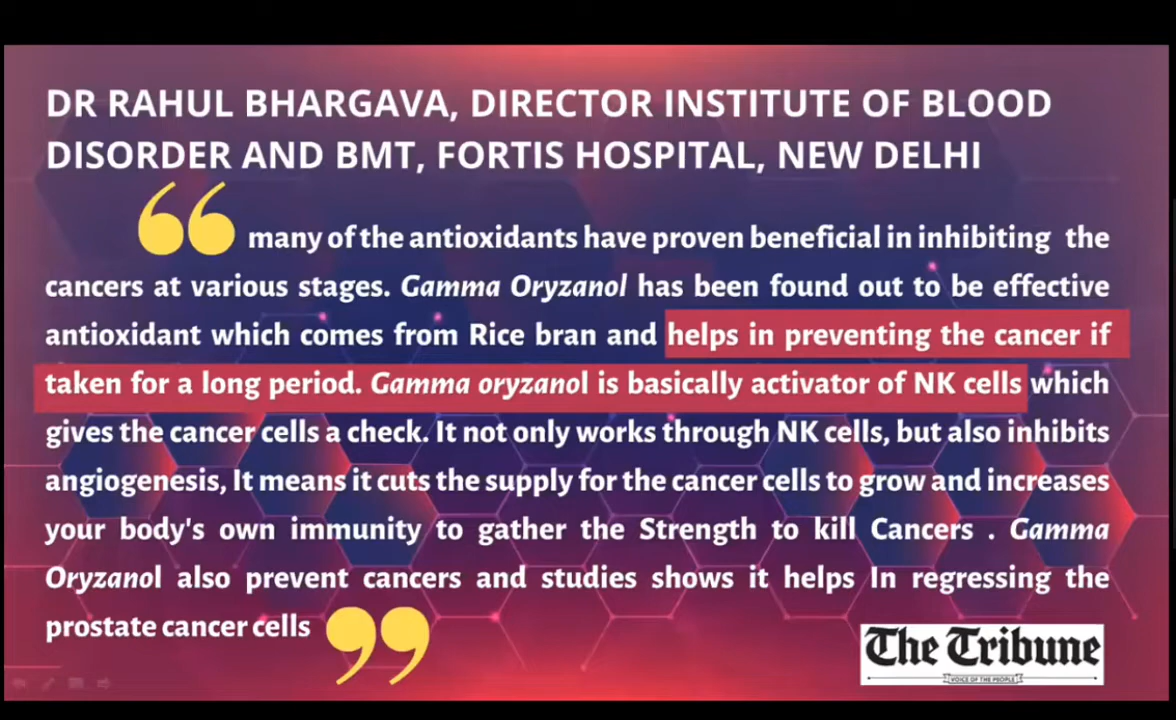 DR RAHUL BHARGAVA, DIRECTOR INSTITUTE OF BLOOD
DISORDER AND BMT, FORTIS HOSPITAL, NEW DELHI
“ many of the antioxidants have proven beneficial in inhibiting the
cancers at various stages. Gamma Oryzanol has been found out to be effective
antioxidant which comes from Rice bran and helps in preventing the cancer if
taken for a long period. Gamma oryzanol is basically activator of NK cells which
gives the cancer cells a check. It not only works through NK cells, but also inhibits
angiogenesis, It means it cuts the supply for the cancer cells to grow and increases
your body's own immunity to gather the Strength to kill Cancers . Gamma
Oryzanol also prevent cancers and studies shows it helps In regressing the
prostate cancer cells ”
The Tribune
VOICE OF THE PEOPLE